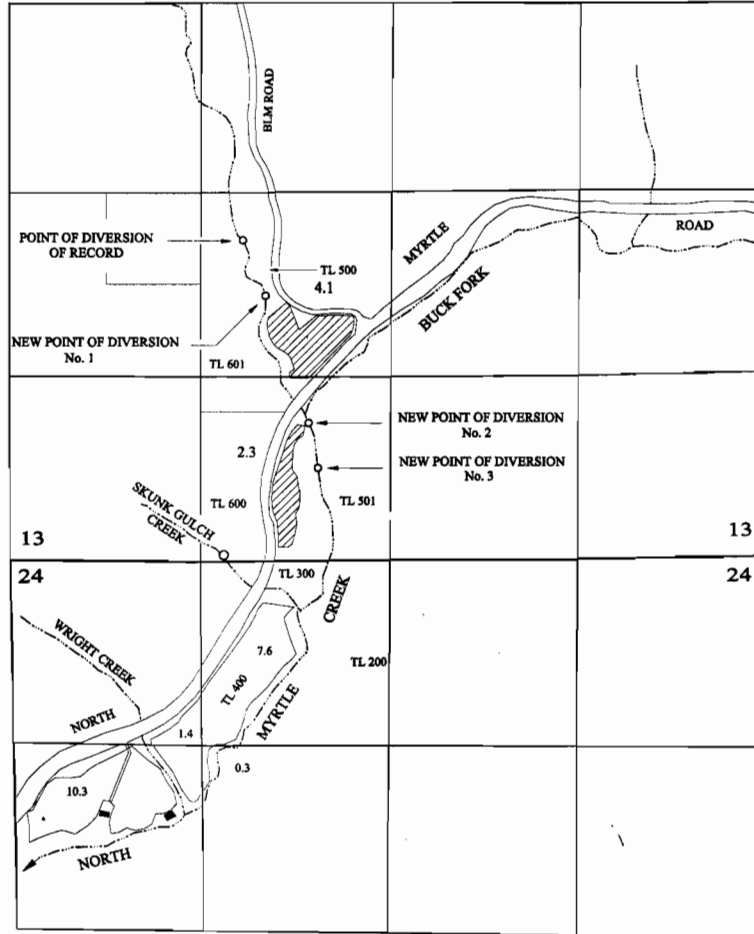 BLM ROAD
POINT OF DIVERSION
OF RECORD
MYRTLE
ROAD
TL 500
4.1
BUCK FORK
NEW POINT OF DIVERSION
No. 1
TL 601
NEW POINT OF DIVERSION
No. 2
2.3
NEW POINT OF DIVERSION
No. 3
SKUNK GULCH
CREEK
TL 600
TL 501
13
13
24
24
TL 300
CREEK
WRIGHT CREEK
7.6
TL 200
TL 400
NORTH
MYRTLE
1.4
0.3
10.3
NORTH